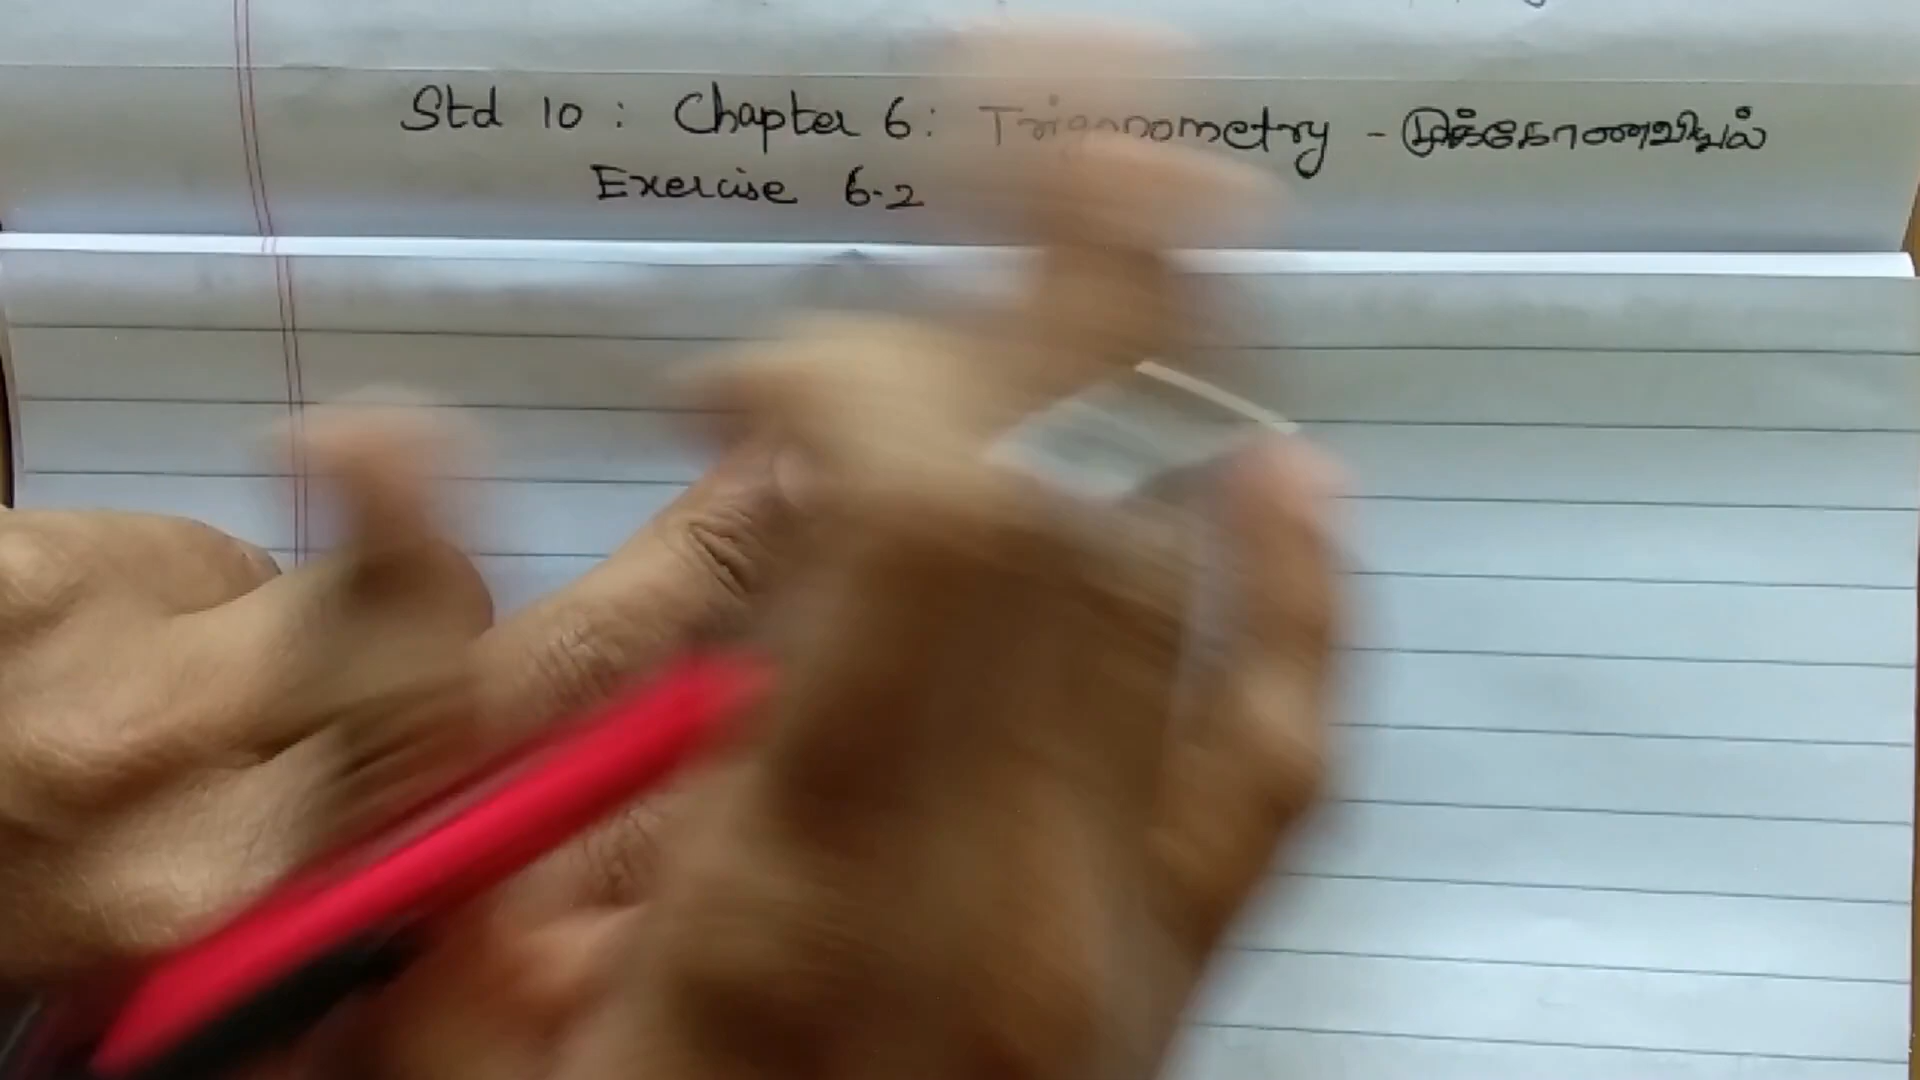 Std 10 : Chapter 6 : Trigonometry - முக்கோணவியல்
Exercise 6.2